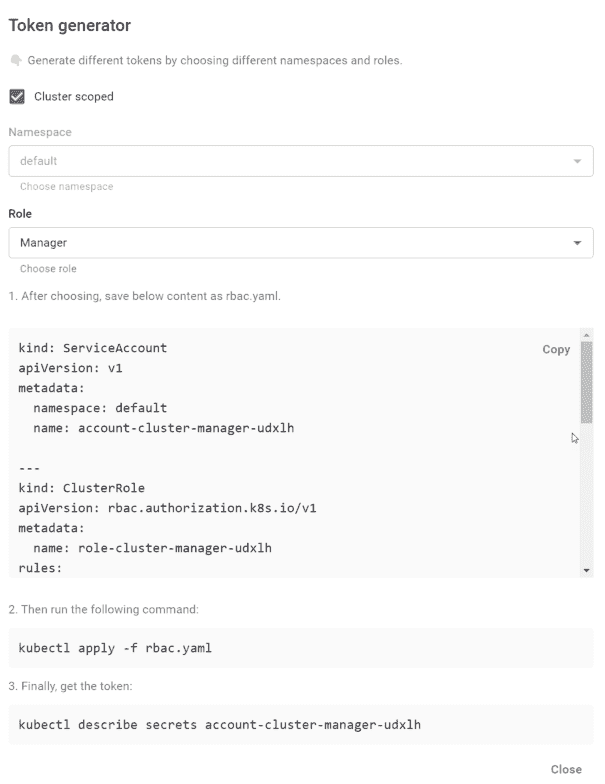 Token generator
Generate different tokens by choosing different namespaces and roles.
Cluster scoped
Namespace
default
Choose namespace
Role
Manager
Choose role
1. After choosing, save below content as rbac.yaml.
Copy
kind: ServiceAccount
apiVersion: v1
metadata:
  namespace: default
  name: account-cluster-manager-udxlh
---
kind: ClusterRole
apiVersion: rbac.authorization.k8s.io/v1
metadata:
  name: role-cluster-manager-udxlh
rules:
2. Then run the following command:
kubectl apply -f rbac.yaml
3. Finally, get the token:
kubectl describe secrets account-cluster-manager-udxlh
Close